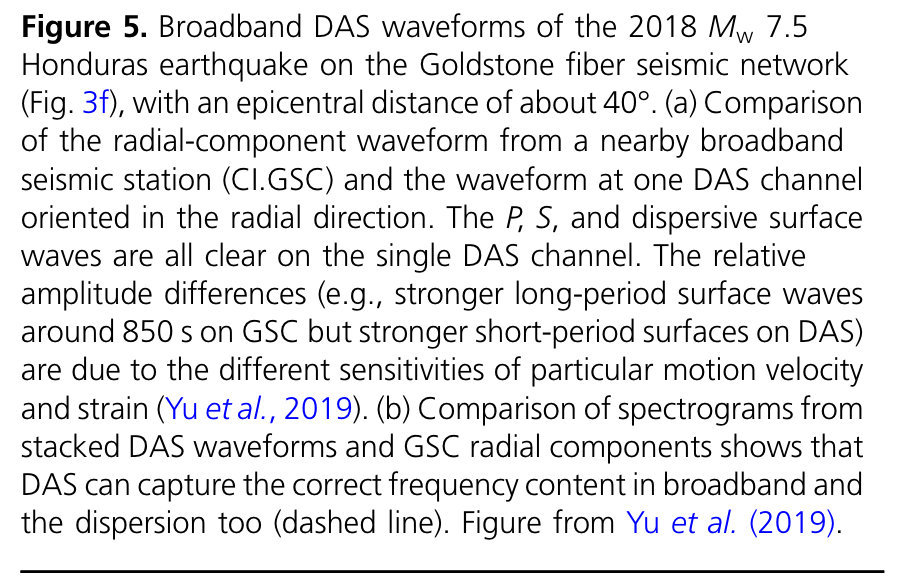 Figure 5. Broadband DAS waveforms of the 2018 Mw 7.5
Honduras earthquake on the Goldstone fiber seismic network
(Fig. 3f), with an epicentral distance of about 40°. (a) Comparison
of the radial-component waveform from a nearby broadband
seismic station (CI.GSC) and the waveform at one DAS channel
oriented in the radial direction. The P, S, and dispersive surface
waves are all clear on the single DAS channel. The relative
amplitude differences (e.g., stronger long-period surface waves
around 850 s on GSC but stronger short-period surfaces on DAS)
are due to the different sensitivities of particular motion velocity
and strain (Yu et al., 2019). (b) Comparison of spectrograms from
stacked DAS waveforms and GSC radial components shows that
DAS can capture the correct frequency content in broadband and
the dispersion too (dashed line). Figure from Yu et al. (2019).